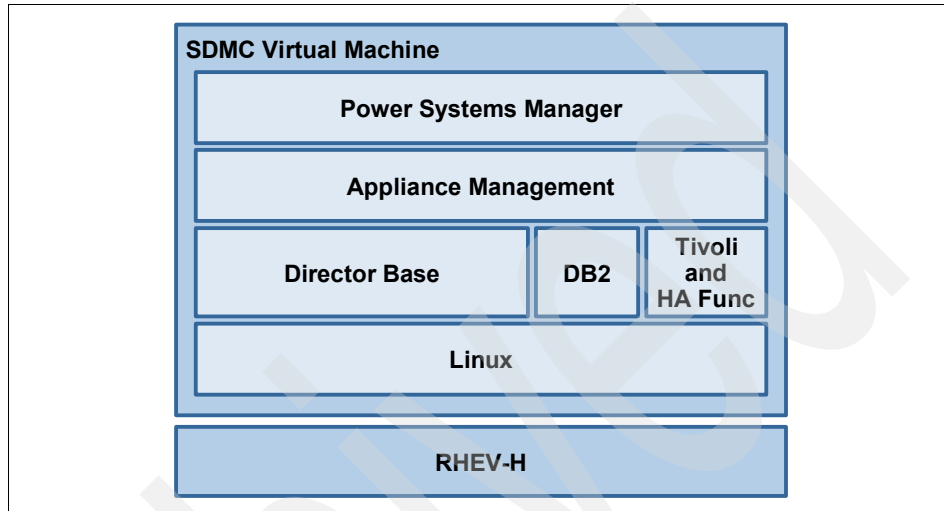 SDMC Virtual Machine
Power Systems Manager
Appliance Management
Director Base
DB2
Tivoli
and
HA Func
Linux
RHEV-H